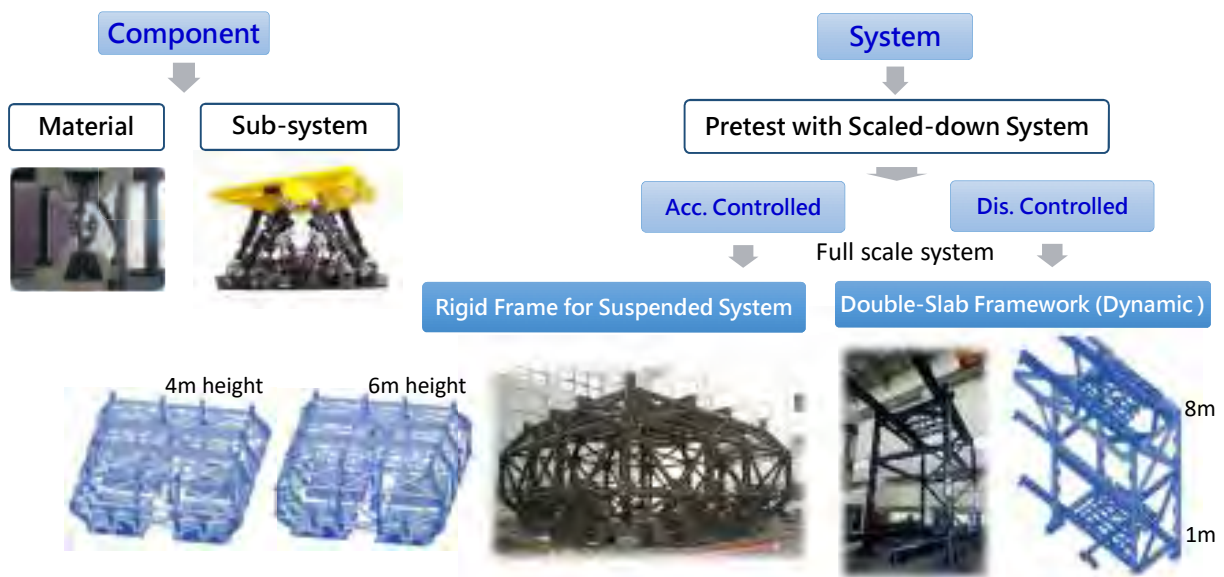 Component
Material
Sub-system
System
Pretest with Scaled-down System
Acc. Controlled
Dis. Controlled
Full scale system
Rigid Frame for Suspended System
Double-Slab Framework (Dynamic )
4m height
6m height
8m
1m